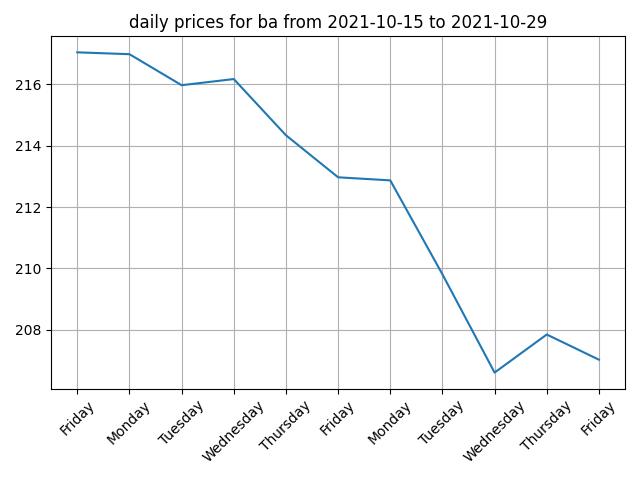 daily prices for ba from 2021-10-15 to 2021-10-29
216
214
212
210
208
Friday
Monday
Tuesday
Wednesday
Thursday
Friday
Monday
Tuesday
Wednesday
Thursday
Friday